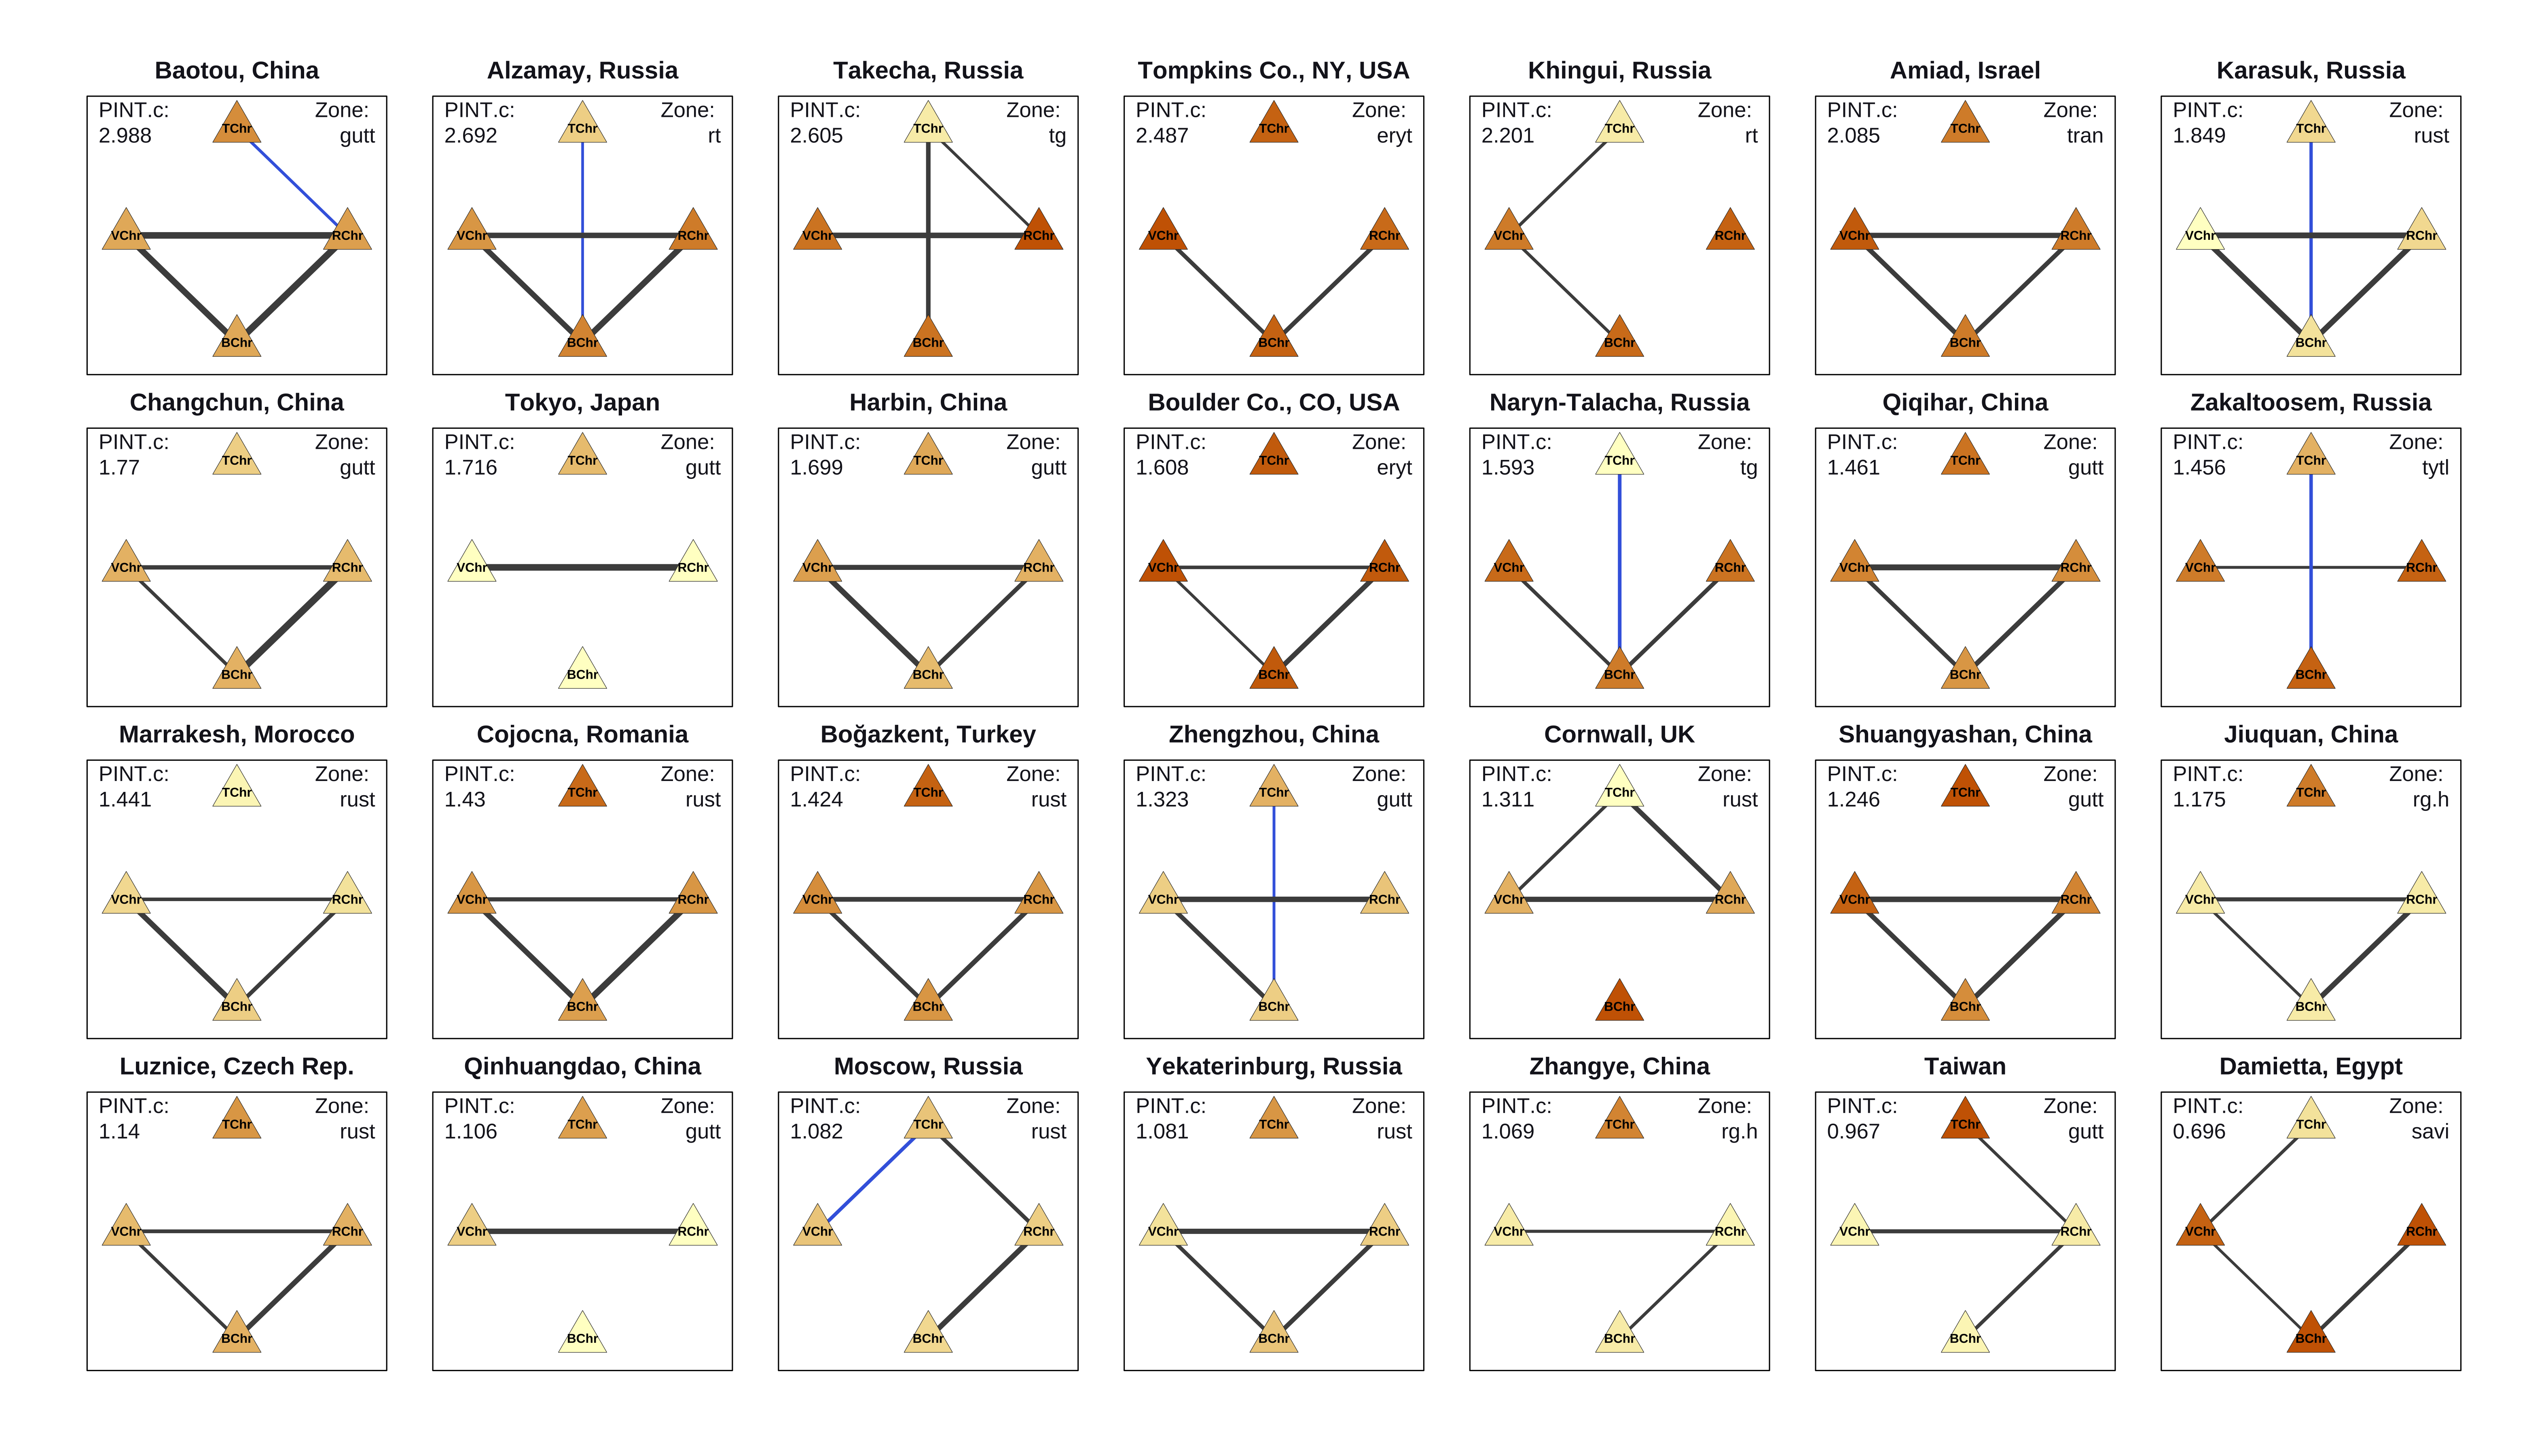 Baotou, China
PINT.c: Zone:
2.988 gutt
TChr
VChr RChr
BChr
Alzamay, Russia
PINT.c: Zone:
2.692 rt
TChr
VChr RChr
BChr
Takecha, Russia
PINT.c: Zone:
2.605 tg
TChr
VChr RChr
BChr
Tompkins Co., NY, USA
PINT.c: Zone:
2.487 eryt
TChr
VChr RChr
BChr
Khingui, Russia
PINT.c: Zone:
2.201 rt
TChr
VChr RChr
BChr
Amiad, Israel
PINT.c: Zone:
2.085 tran
TChr
VChr RChr
BChr
Karasuk, Russia
PINT.c: Zone:
1.849 rust
TChr
VChr RChr
BChr
Changchun, China
PINT.c: Zone:
1.77 gutt
TChr
VChr RChr
BChr
Tokyo, Japan
PINT.c: Zone:
1.716 gutt
TChr
VChr RChr
BChr
Harbin, China
PINT.c: Zone:
1.699 gutt
TChr
VChr RChr
BChr
Boulder Co., CO, USA
PINT.c: Zone:
1.608 eryt
TChr
VChr RChr
BChr
Naryn-Talacha, Russia
PINT.c: Zone:
1.593 tg
TChr
VChr RChr
BChr
Qiqihar, China
PINT.c: Zone:
1.461 gutt
TChr
VChr RChr
BChr
Zakaltoosem, Russia
PINT.c: Zone:
1.456 tytl
TChr
VChr RChr
BChr
Marrakesh, Morocco
PINT.c: Zone:
1.441 rust
TChr
VChr RChr
BChr
Cojocna, Romania
PINT.c: Zone:
1.43 rust
TChr
VChr RChr
BChr
Boğazkent, Turkey
PINT.c: Zone:
1.424 rust
TChr
VChr RChr
BChr
Zhengzhou, China
PINT.c: Zone:
1.323 gutt
TChr
VChr RChr
BChr
Cornwall, UK
PINT.c: Zone:
1.311 rust
TChr
VChr RChr
BChr
Shuangyashan, China
PINT.c: Zone:
1.246 gutt
TChr
VChr RChr
BChr
Jiuquan, China
PINT.c: Zone:
1.175 rg.h
TChr
VChr RChr
BChr
Luznice, Czech Rep.
PINT.c: Zone:
1.14 rust
TChr
VChr RChr
BChr
Qinhuangdao, China
PINT.c: Zone:
1.106 gutt
TChr
VChr RChr
BChr
Moscow, Russia
PINT.c: Zone:
1.082 rust
TChr
VChr RChr
BChr
Yekaterinburg, Russia
PINT.c: Zone:
1.081 rust
TChr
VChr RChr
BChr
Zhangye, China
PINT.c: Zone:
1.069 rg.h
TChr
VChr RChr
BChr
Taiwan
PINT.c: Zone:
0.967 gutt
TChr
VChr RChr
BChr
Damietta, Egypt
PINT.c: Zone:
0.696 savi
TChr
VChr RChr
BChr